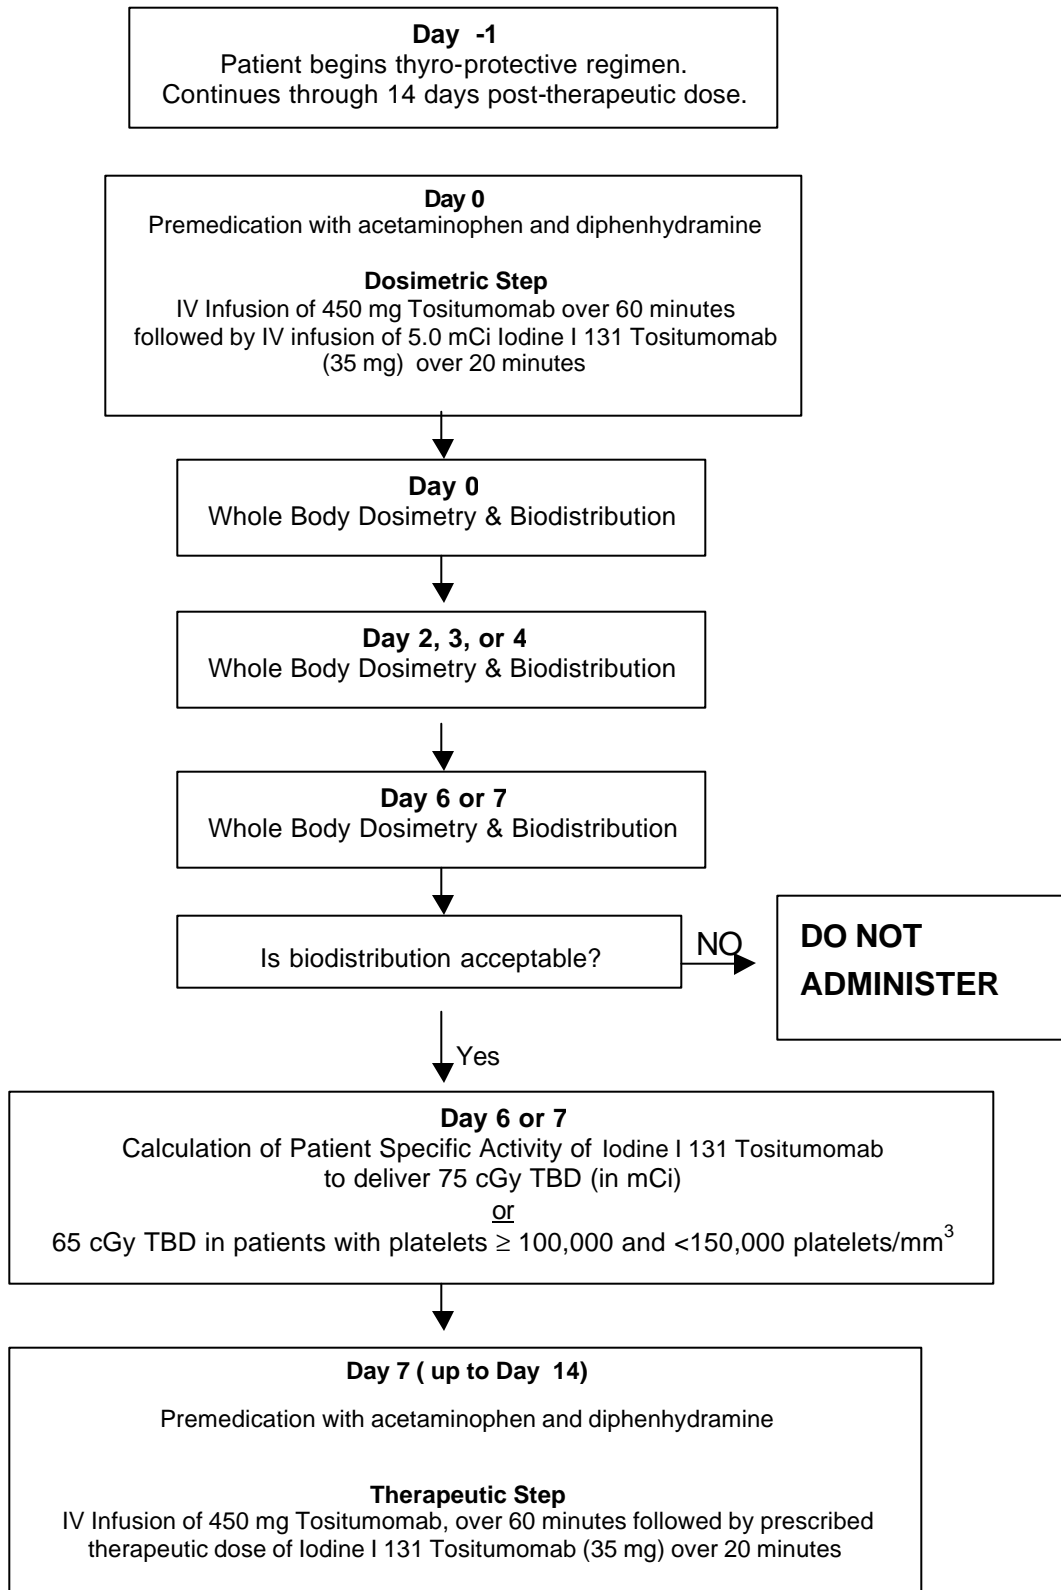 Day -1
Patient begins thyro-protective regimen.
Continues through 14 days post-therapeutic dose.
Day 0
Premedication with acetaminophen and diphenhydramine
Dosimetric Step
IV Infusion of 450 mg Tositumomab over 60 minutes
followed by IV infusion of 5.0 mCi Iodine I 131 Tositumomab
(35 mg) over 20 minutes
Day 0
Whole Body Dosimetry & Biodistribution
Day 2, 3, or 4
Whole Body Dosimetry & Biodistribution
Day 6 or 7
Whole Body Dosimetry & Biodistribution
Is biodistribution acceptable?
NO
DO NOT
ADMINISTER
Yes
Day 6 or 7
Calculation of Patient Specific Activity of Iodine I 131 Tositumomab
to deliver 75 cGy TBD (in mCi)
or
65 cGy TBD in patients with platelets ≥ 100,000 and <150,000 platelets/mm³
Day 7 ( up to Day 14)
Premedication with acetaminophen and diphenhydramine
Therapeutic Step
IV Infusion of 450 mg Tositumomab, over 60 minutes followed by prescribed
therapeutic dose of Iodine I 131 Tositumomab (35 mg) over 20 minutes